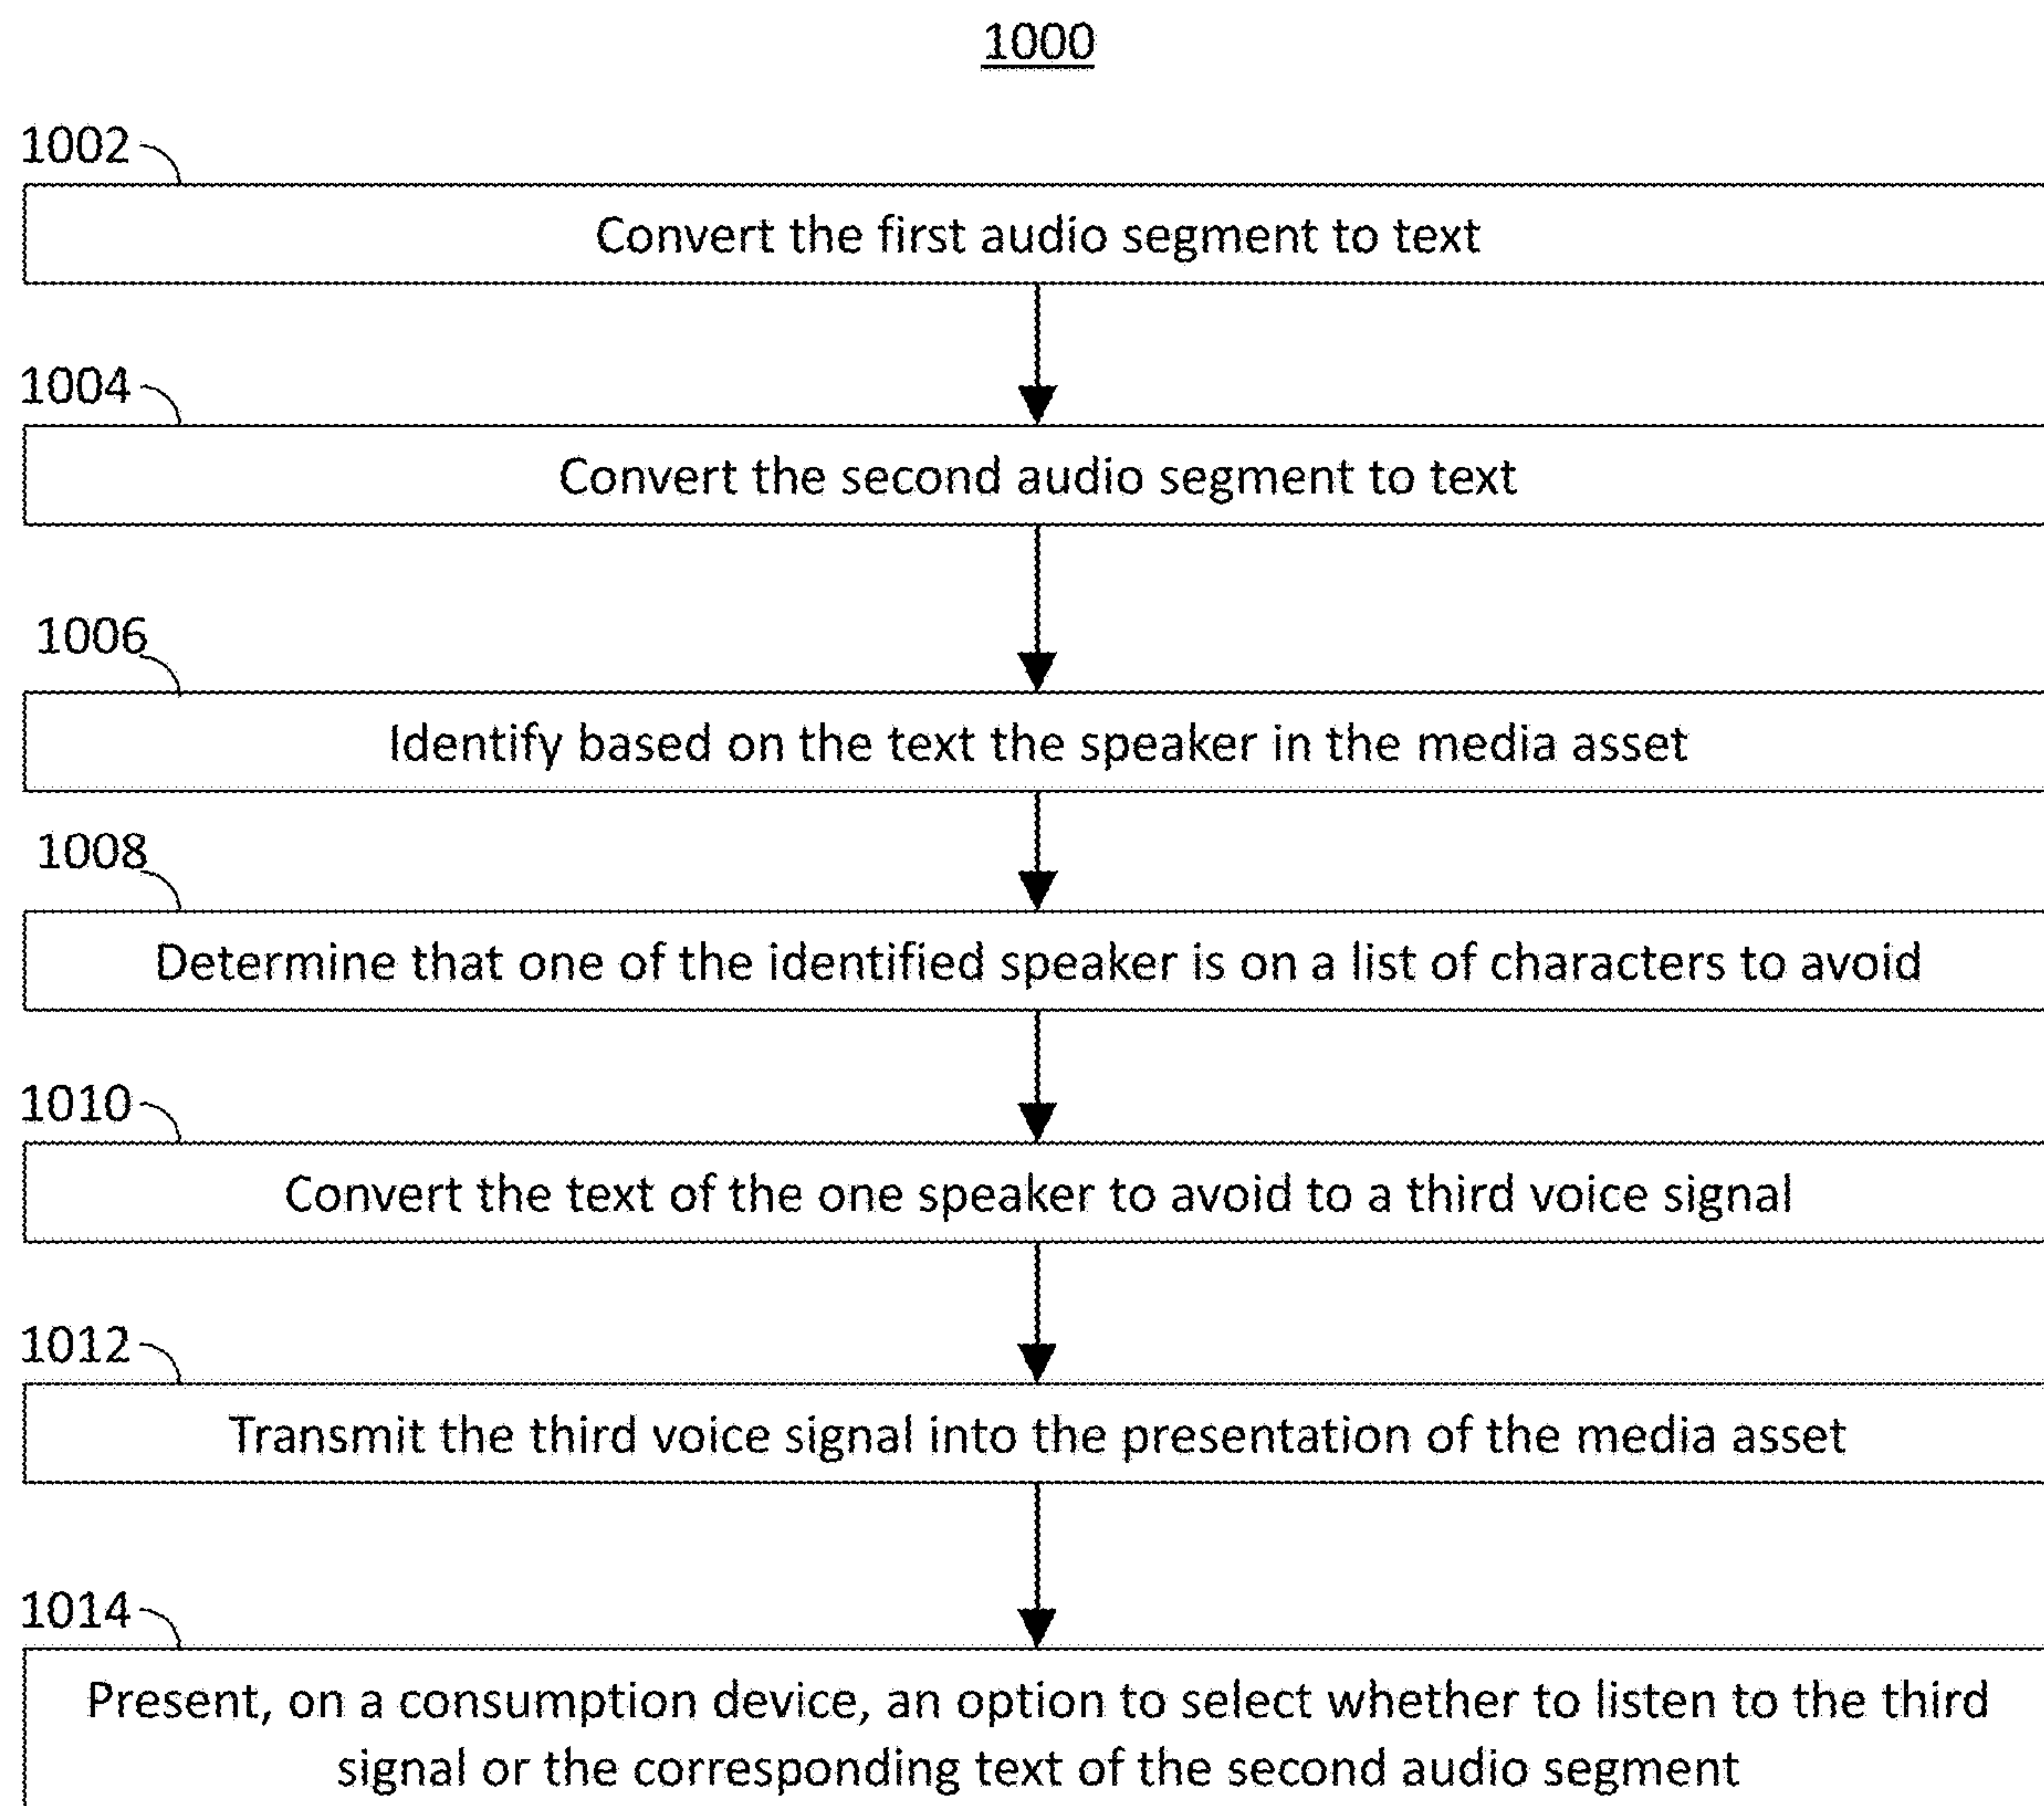 1000
1002
Convert the first audio segment to text
1004
Convert the second audio segment to text
1006
Identify based on the text the speaker in the media asset
1008
Determine that one of the identified speaker is on a list of characters to avoid
1010
Convert the text of the one speaker to avoid to a third voice signal
1012
Transmit the third voice signal into the presentation of the media asset
1014
Present, on a consumption device, an option to select whether to listen to the third
signal or the corresponding text of the second audio segment